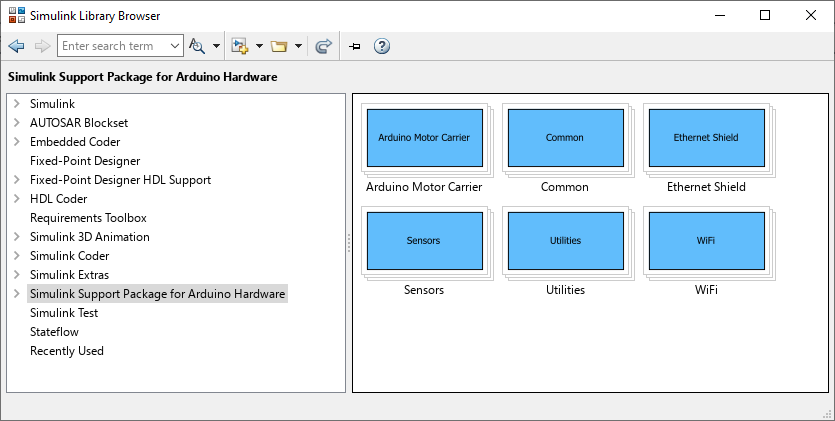 Simulink Library Browser
Enter search term
Simulink Support Package for Arduino Hardware
Simulink
AUTOSAR Blockset
Embedded Coder
Fixed-Point Designer
Fixed-Point Designer HDL Support
HDL Coder
Requirements Toolbox
Simulink 3D Animation
Simulink Coder
Simulink Extras
Simulink Support Package for Arduino Hardware
Simulink Test
Stateflow
Recently Used
Arduino Motor Carrier
Common
Ethernet Shield
Arduino Motor Carrier
Common
Ethernet Shield
Sensors
Utilities
WiFi
Sensors
Utilities
WiFi